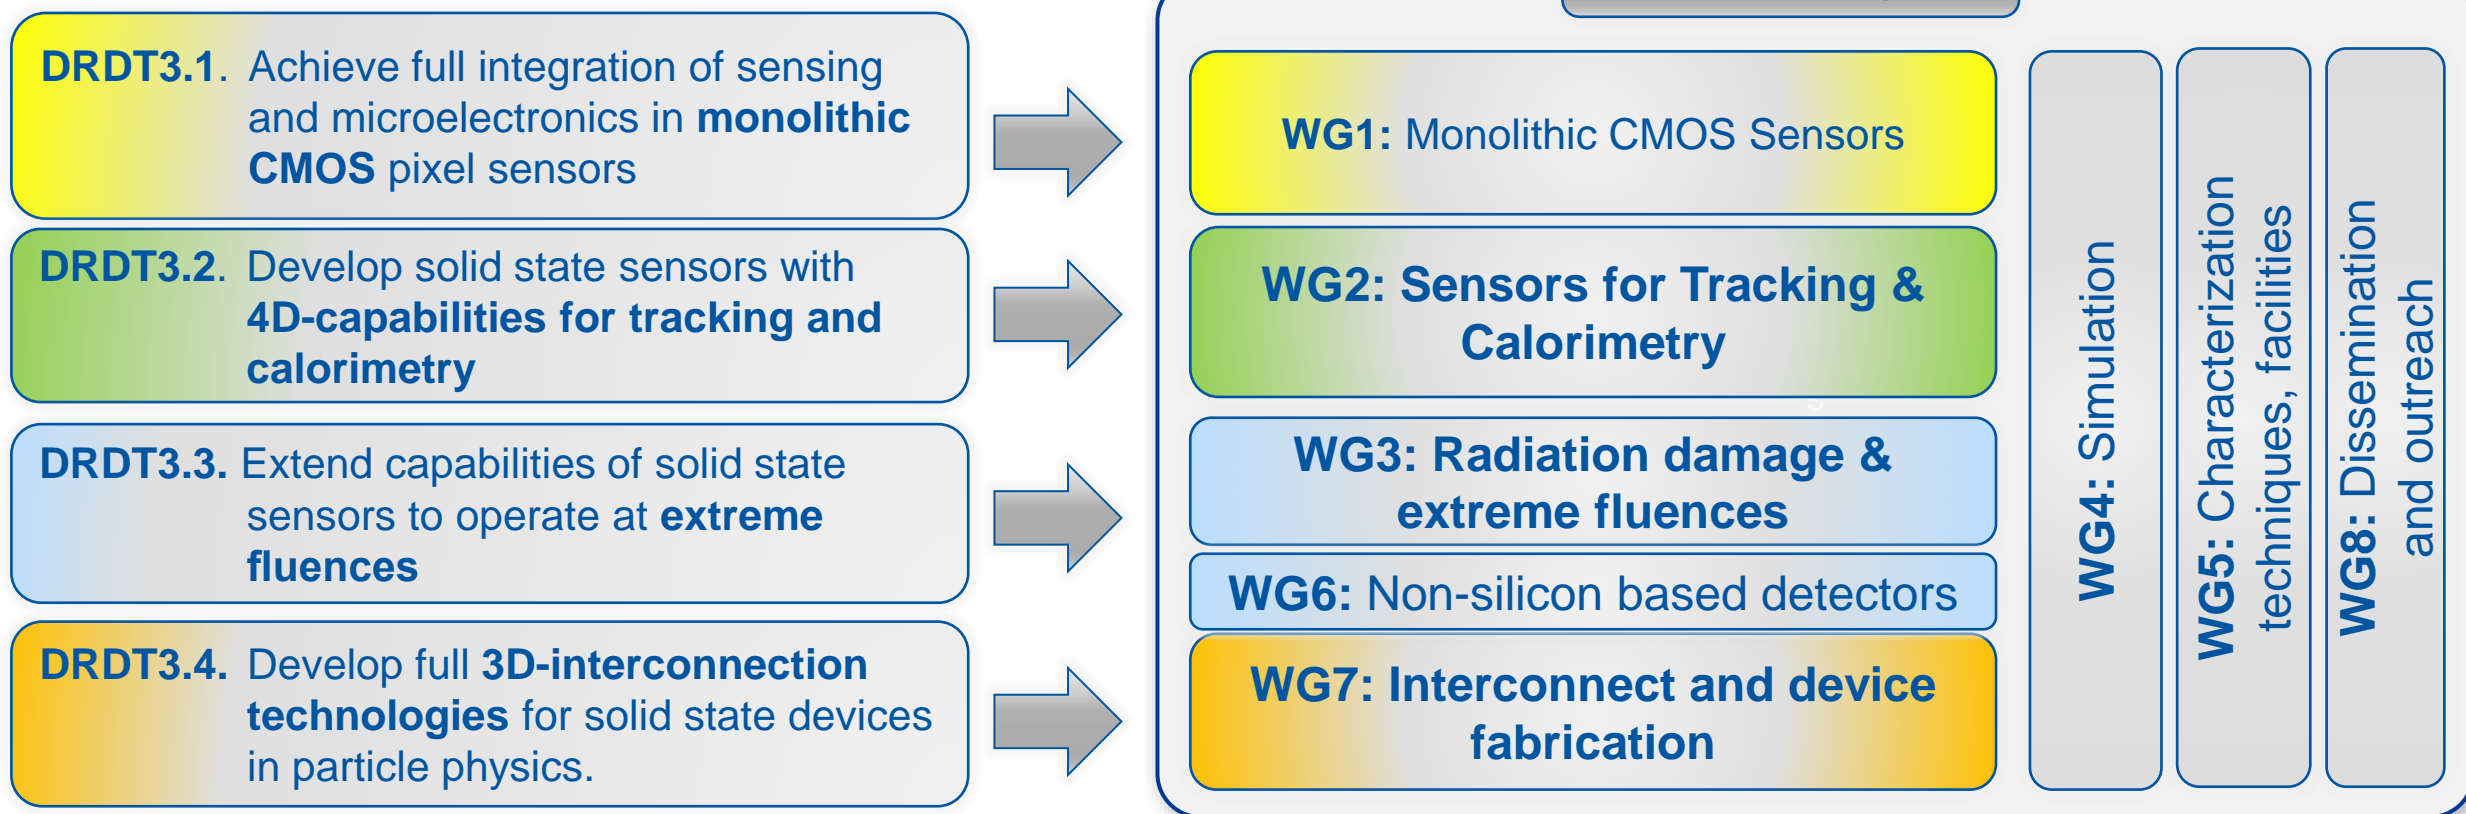 DRDT3.1. Achieve full integration of sensing
and microelectronics in monolithic
CMOS pixel sensors
DRDT3.2. Develop solid state sensors with
4D-capabilities for tracking and
calorimetry
DRDT3.3. Extend capabilities of solid state
sensors to operate at extreme
fluences
DRDT3.4. Develop full 3D-interconnection
technologies for solid state devices
in particle physics.
WG1: Monolithic CMOS Sensors
WG2: Sensors for Tracking &
Calorimetry
WG3: Radiation damage &
extreme fluences
WG6: Non-silicon based detectors
WG7: Interconnect and device
fabrication
WG4: Simulation
WG5: Characterization
techniques, facilities
WG8: Dissemination
and outreach